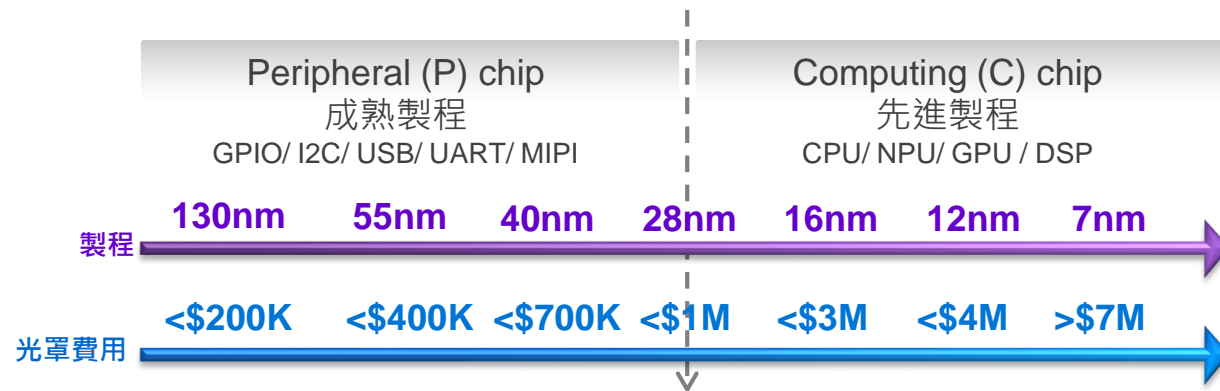 Peripheral (P) chip
成熟製程
GPIO/ I2C/ USB/ UART/ MIPI
Computing (C) chip
先進製程
CPU/ NPU/ GPU / DSP
130nm 55nm 40nm 28nm 16nm 12nm 7nm
製程
<$200K <$400K <$700K <$1M <$3M <$4M >$7M
光罩費用